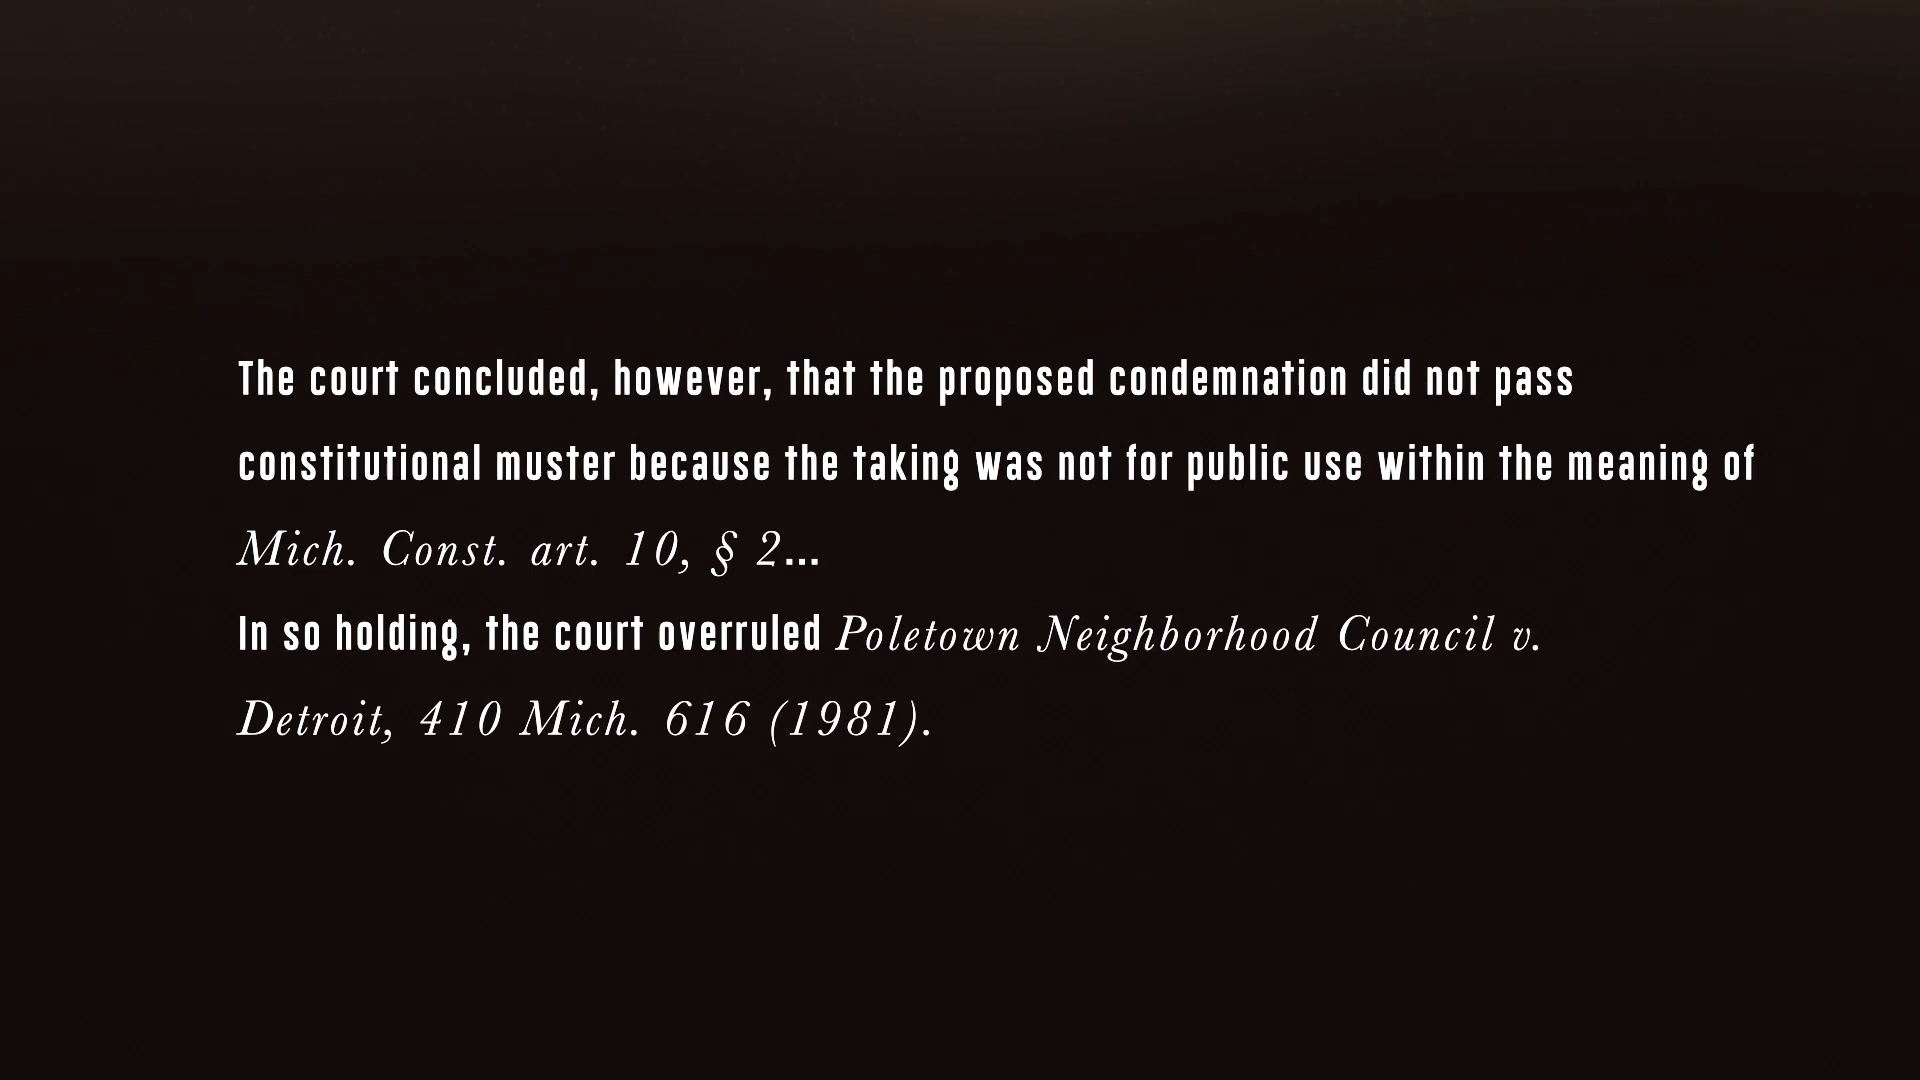 The court concluded, however, that the proposed condemnation did not pass
constitutional muster because the taking was not for public use within the meaning of
Mich. Const. art. 10, § 2...
In so holding, the court overruled Poletown Neighborhood Council v.
Detroit, 410 Mich. 616 (1981).